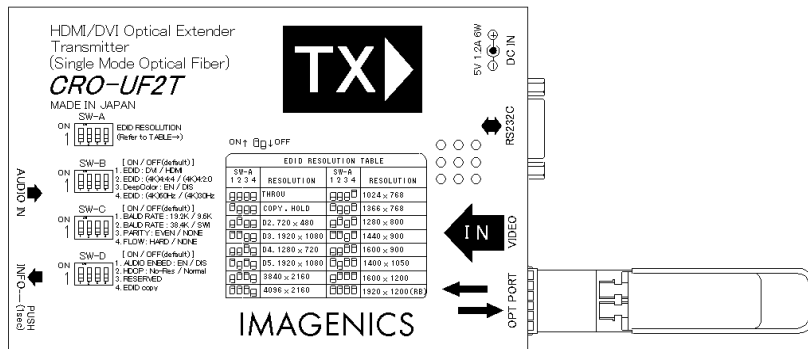 HDMI/DVI Optical Extender
Transmitter
(Single Mode Optical Fiber)
CRO-UF2T
MADE IN JAPAN
TX
5V 1.2A 6W
DC IN
RS232C
SW-A
ON
1
EDID RESOLUTION
(Refer to TABLE→)
SW-B
ON
1
[ ON / OFF(default) ]
1. EDID : DVI / HDMI
2. EDID : (4K)4:4:4 / (4K)4:2:0
3. DeepColor : EN / DIS
4. EDID : (4K)60Hz / (4K)30Hz
AUDIO IN
SW-C
ON
1
[ ON / OFF(default) ]
1. BAUD RATE : 19.2K / 9.6K
2. BAUD RATE : 38.4K / SW1
3. PARITY : EVEN / NONE
4. FLOW : HARD / NONE
SW-D
ON
1
[ ON / OFF(default) ]
1. AUDIO ENBED : EN / DIS
2. HDCP : No-Res / Normal
3. RESERVED
4. EDID copy
INFO
PUSH
(1sec)
ON↑ ↓OFF
EDID RESOLUTION TABLE
SW-A 1 2 3 4 RESOLUTION SW-A 1 2 3 4 RESOLUTION
THROU 1024×768
COPY.HOLD 1366×768
D2.720×480 1280×800
D3.1920×1080 1440×900
D4.1280×720 1600×900
D5.1920×1080 1400×1050
3840×2160 1600×1200
4096×2160 1920×1200(RB)
IN
VIDEO
OPT PORT
IMAGENICS